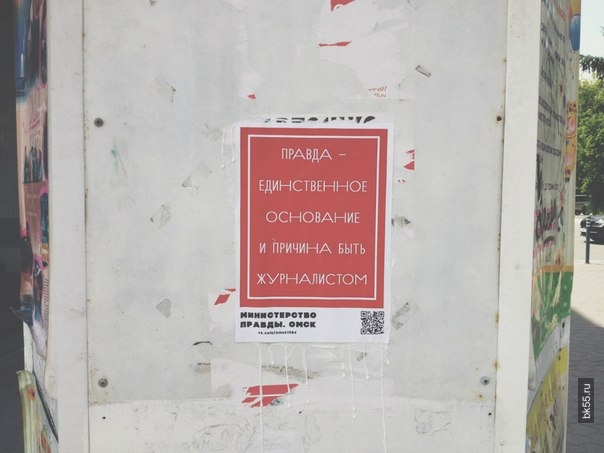 ПРАВДА –
ЕДИНСТВЕННОЕ
ОСНОВАНИЕ
И ПРИЧИНА БЫТЬ
ЖУРНАЛИСТОМ
МИНИСТЕРСТВО
ПРАВДЫ. ОМСК
bk55.ru